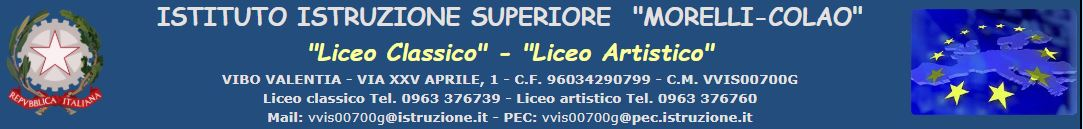 ISTITUTO ISTRUZIONE SUPERIORE "MORELLI-COLAO"
"Liceo Classico" - "Liceo Artistico"
VIBO VALENTIA - VIA XXV APRILE, 1 - C.F. 96034290799 - C.M. VVIS00700G
Liceo classico Tel. 0963 376739 - Liceo artistico Tel. 0963 376760
Mail: vvis00700g@istruzione.it - PEC: vvis00700g@pec.istruzione.it
REPVBBLICA ITALIANA